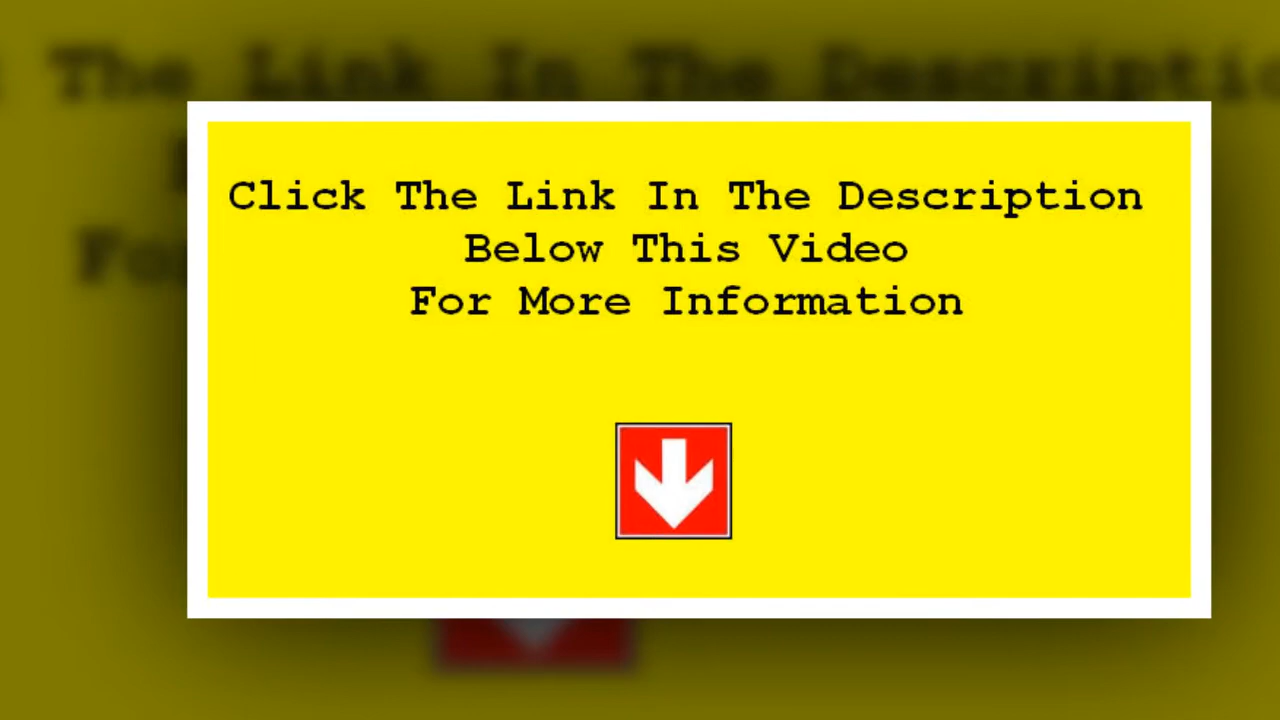 Click The Link In The Description
Below This Video
For More Information